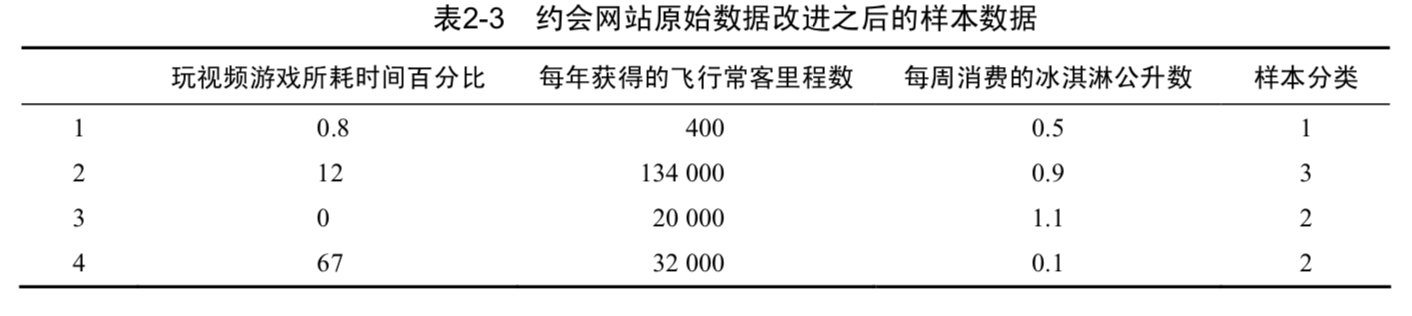 表2-3 约会网站原始数据改进之后的样本数据
玩视频游戏所耗时间百分比 每年获得的飞行常客里程数 每周消费的冰淇淋公升数 样本分类
1 0.8 400 0.5 1
2 12 134 000 0.9 3
3 0 20 000 1.1 2
4 67 32 000 0.1 2